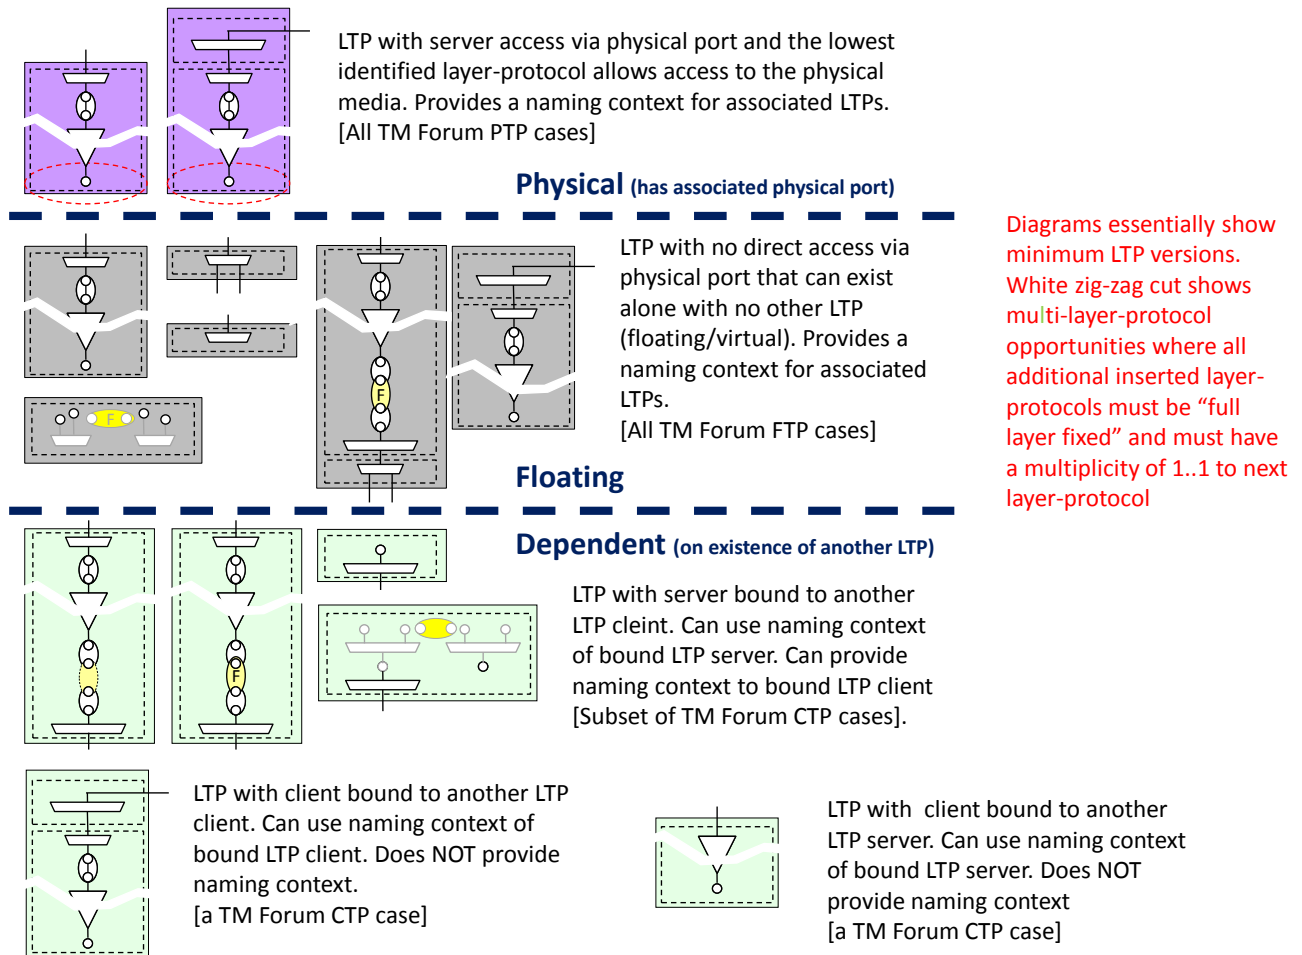 LTP with server access via physical port and the lowest
identified layer-protocol allows access to the physical
media. Provides a naming context for associated LTPs.
[All TM Forum PTP cases]
Physical (has associated physical port)
LTP with no direct access via
physical port that can exist
alone with no other LTP
(floating/virtual). Provides a
naming context for associated
LTPs.
[All TM Forum FTP cases]
F
F
Floating
Diagrams essentially show
minimum LTP versions.
White zig-zag cut shows
multi-layer-protocol
opportunities where all
additional inserted layer-
protocols must be “full
layer fixed” and must have
a multiplicity of 1..1 to next
layer-protocol
Dependent (on existence of another LTP)
LTP with server bound to another
LTP cleint. Can use naming context
of bound LTP server. Can provide
naming context to bound LTP client
[Subset of TM Forum CTP cases].
F
LTP with client bound to another LTP
client. Can use naming context of
bound LTP client. Does NOT provide
naming context.
[a TM Forum CTP case]
LTP with  client bound to another
LTP server. Can use naming context
of bound LTP server. Does NOT
provide naming context
[a TM Forum CTP case]